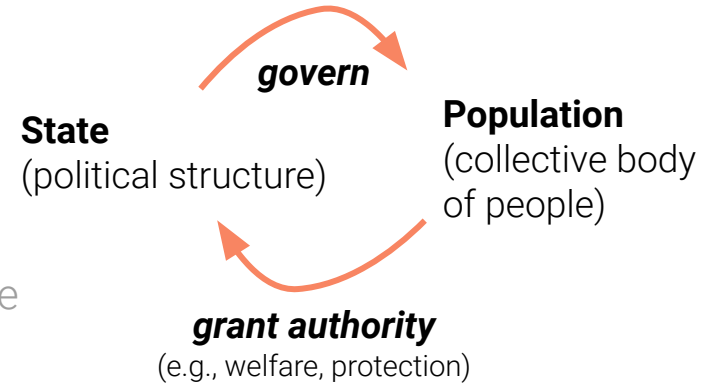 govern
State
(political structure)
Population
(collective body
of people)
grant authority
(e.g., welfare, protection)